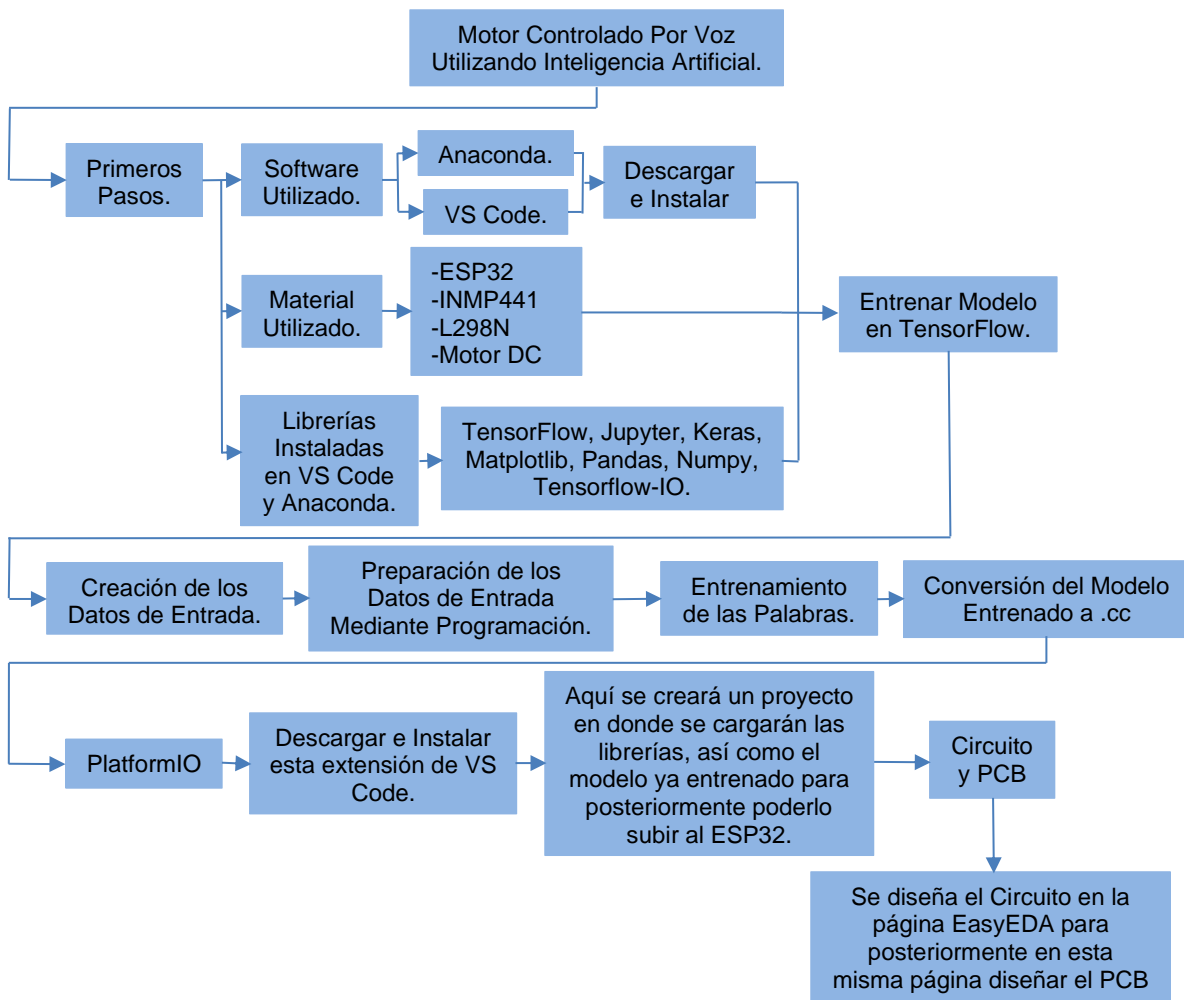 Motor Controlado Por Voz
Utilizando Inteligencia Artificial.
Primeros
Pasos.
Software
Utilizado.
Anaconda.
VS Code.
Descargar
e Instalar
Material
Utilizado.
-ESP32
-INMP441
-L298N
-Motor DC
Entrenar Modelo
en TensorFlow.
Librerías
Instaladas
en VS Code
y Anaconda.
TensorFlow, Jupyter, Keras,
Matplotlib, Pandas, Numpy,
Tensorflow-IO.
Creación de los
Datos de Entrada.
Preparación de los
Datos de Entrada
Mediante Programación.
Entrenamiento
de las Palabras.
Conversión del Modelo
Entrenado a .cc
PlatformIO
Descargar e Instalar
esta extensión de VS
Code.
Aquí se creará un proyecto
en donde se cargarán las
librerías, así como el
modelo ya entrenado para
posteriormente poderlo
subir al ESP32.
Circuito
y PCB
Se diseña el Circuito en la
página EasyEDA para
posteriormente en esta
misma página diseñar el PCB